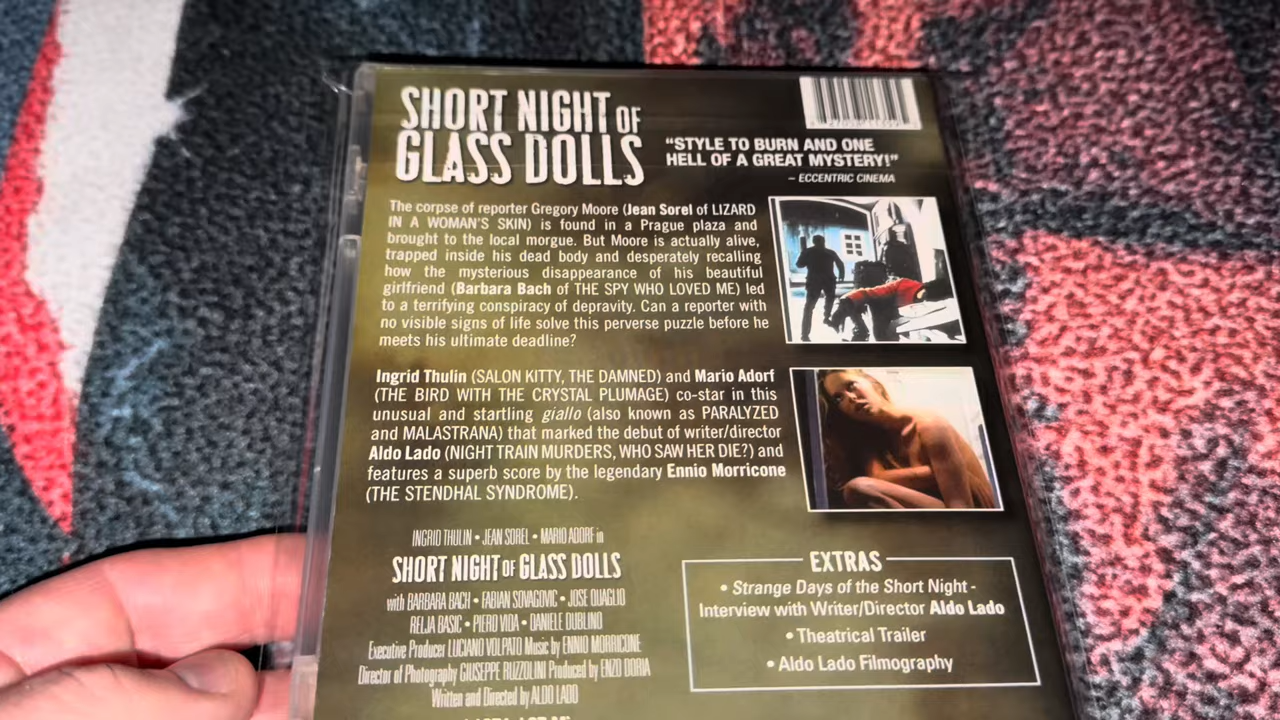 SHORT NIGHT OF
GLASS DOLLS
"STYLE TO BURN AND ONE
HELL OF A GREAT MYSTERY!"
– ECCENTRIC CINEMA
The corpse of reporter Gregory Moore (Jean Sorel of LIZARD
IN A WOMAN'S SKIN) is found in a Prague plaza and
brought to the local morgue. But Moore is actually alive,
trapped inside his dead body and desperately recalling
how the mysterious disappearance of his beautiful
girlfriend (Barbara Bach of THE SPY WHO LOVED ME) led
to a terrifying conspiracy of depravity. Can a reporter with
no visible signs of life solve this perverse puzzle before he
meets his ultimate deadline?
Ingrid Thulin (SALON KITTY, THE DAMNED) and Mario Adorf
(THE BIRD WITH THE CRYSTAL PLUMAGE) co-star in this
unusual and startling giallo (also known as PARALYZED
and MALASTRANA) that marked the debut of writer/director
Aldo Lado (NIGHT TRAIN MURDERS, WHO SAW HER DIE?) and
features a superb score by the legendary Ennio Morricone
(THE STENDHAL SYNDROME).
INGRID THULIN • JEAN SOREL • MARIO ADORF in
SHORT NIGHT OF GLASS DOLLS
with BARBARA BACH • FABIAN SOVAGOVIC • JOSE QUAGLIO
RELJA BASIC • PIERO VIDA • DANIELE DUBLINO
Executive Producer LUCIANO VOLPATO Music by ENNIO MORRICONE
Director of Photography GIUSEPPE RUZZOLINI Produced by ENZO DORIA
Written and Directed by ALDO LADO
EXTRAS
• Strange Days of the Short Night -
Interview with Writer/Director Aldo Lado
• Theatrical Trailer
• Aldo Lado Filmography